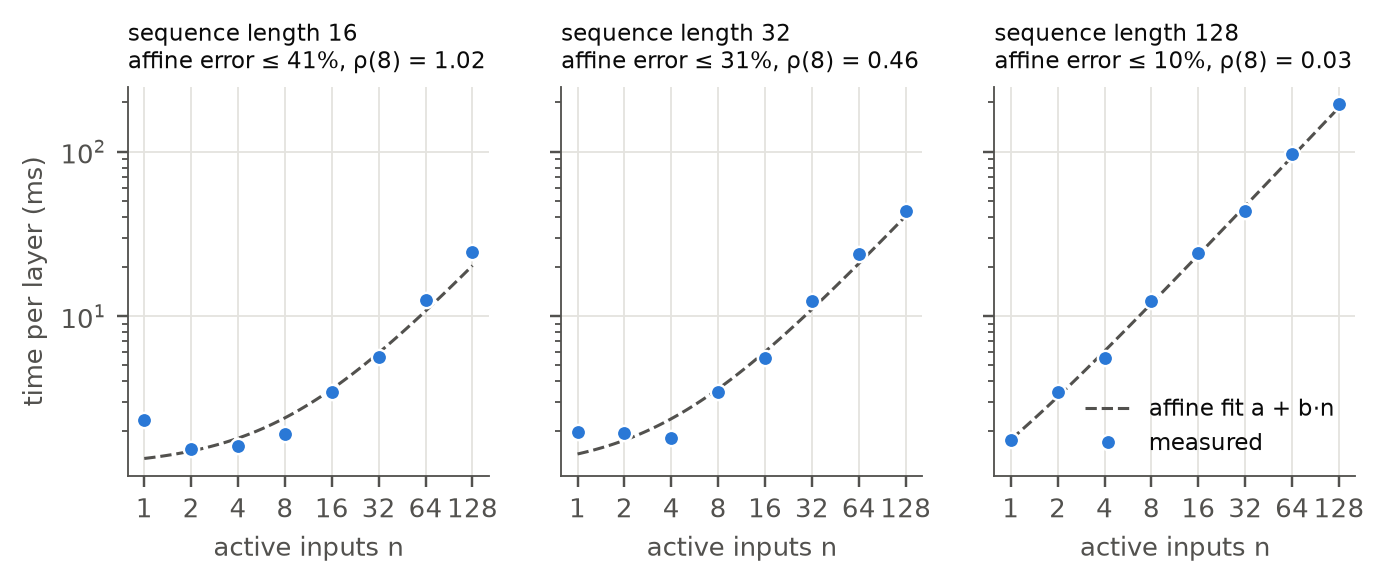 sequence length 16
affine error ≤ 41%, ρ(8) = 1.02
sequence length 32
affine error ≤ 31%, ρ(8) = 0.46
sequence length 128
affine error ≤ 10%, ρ(8) = 0.03
time per layer (ms)
10²
10¹
1 2 4 8 16 32 64 128
active inputs n
1 2 4 8 16 32 64 128
active inputs n
affine fit a + b·n
measured
1 2 4 8 16 32 64 128
active inputs n